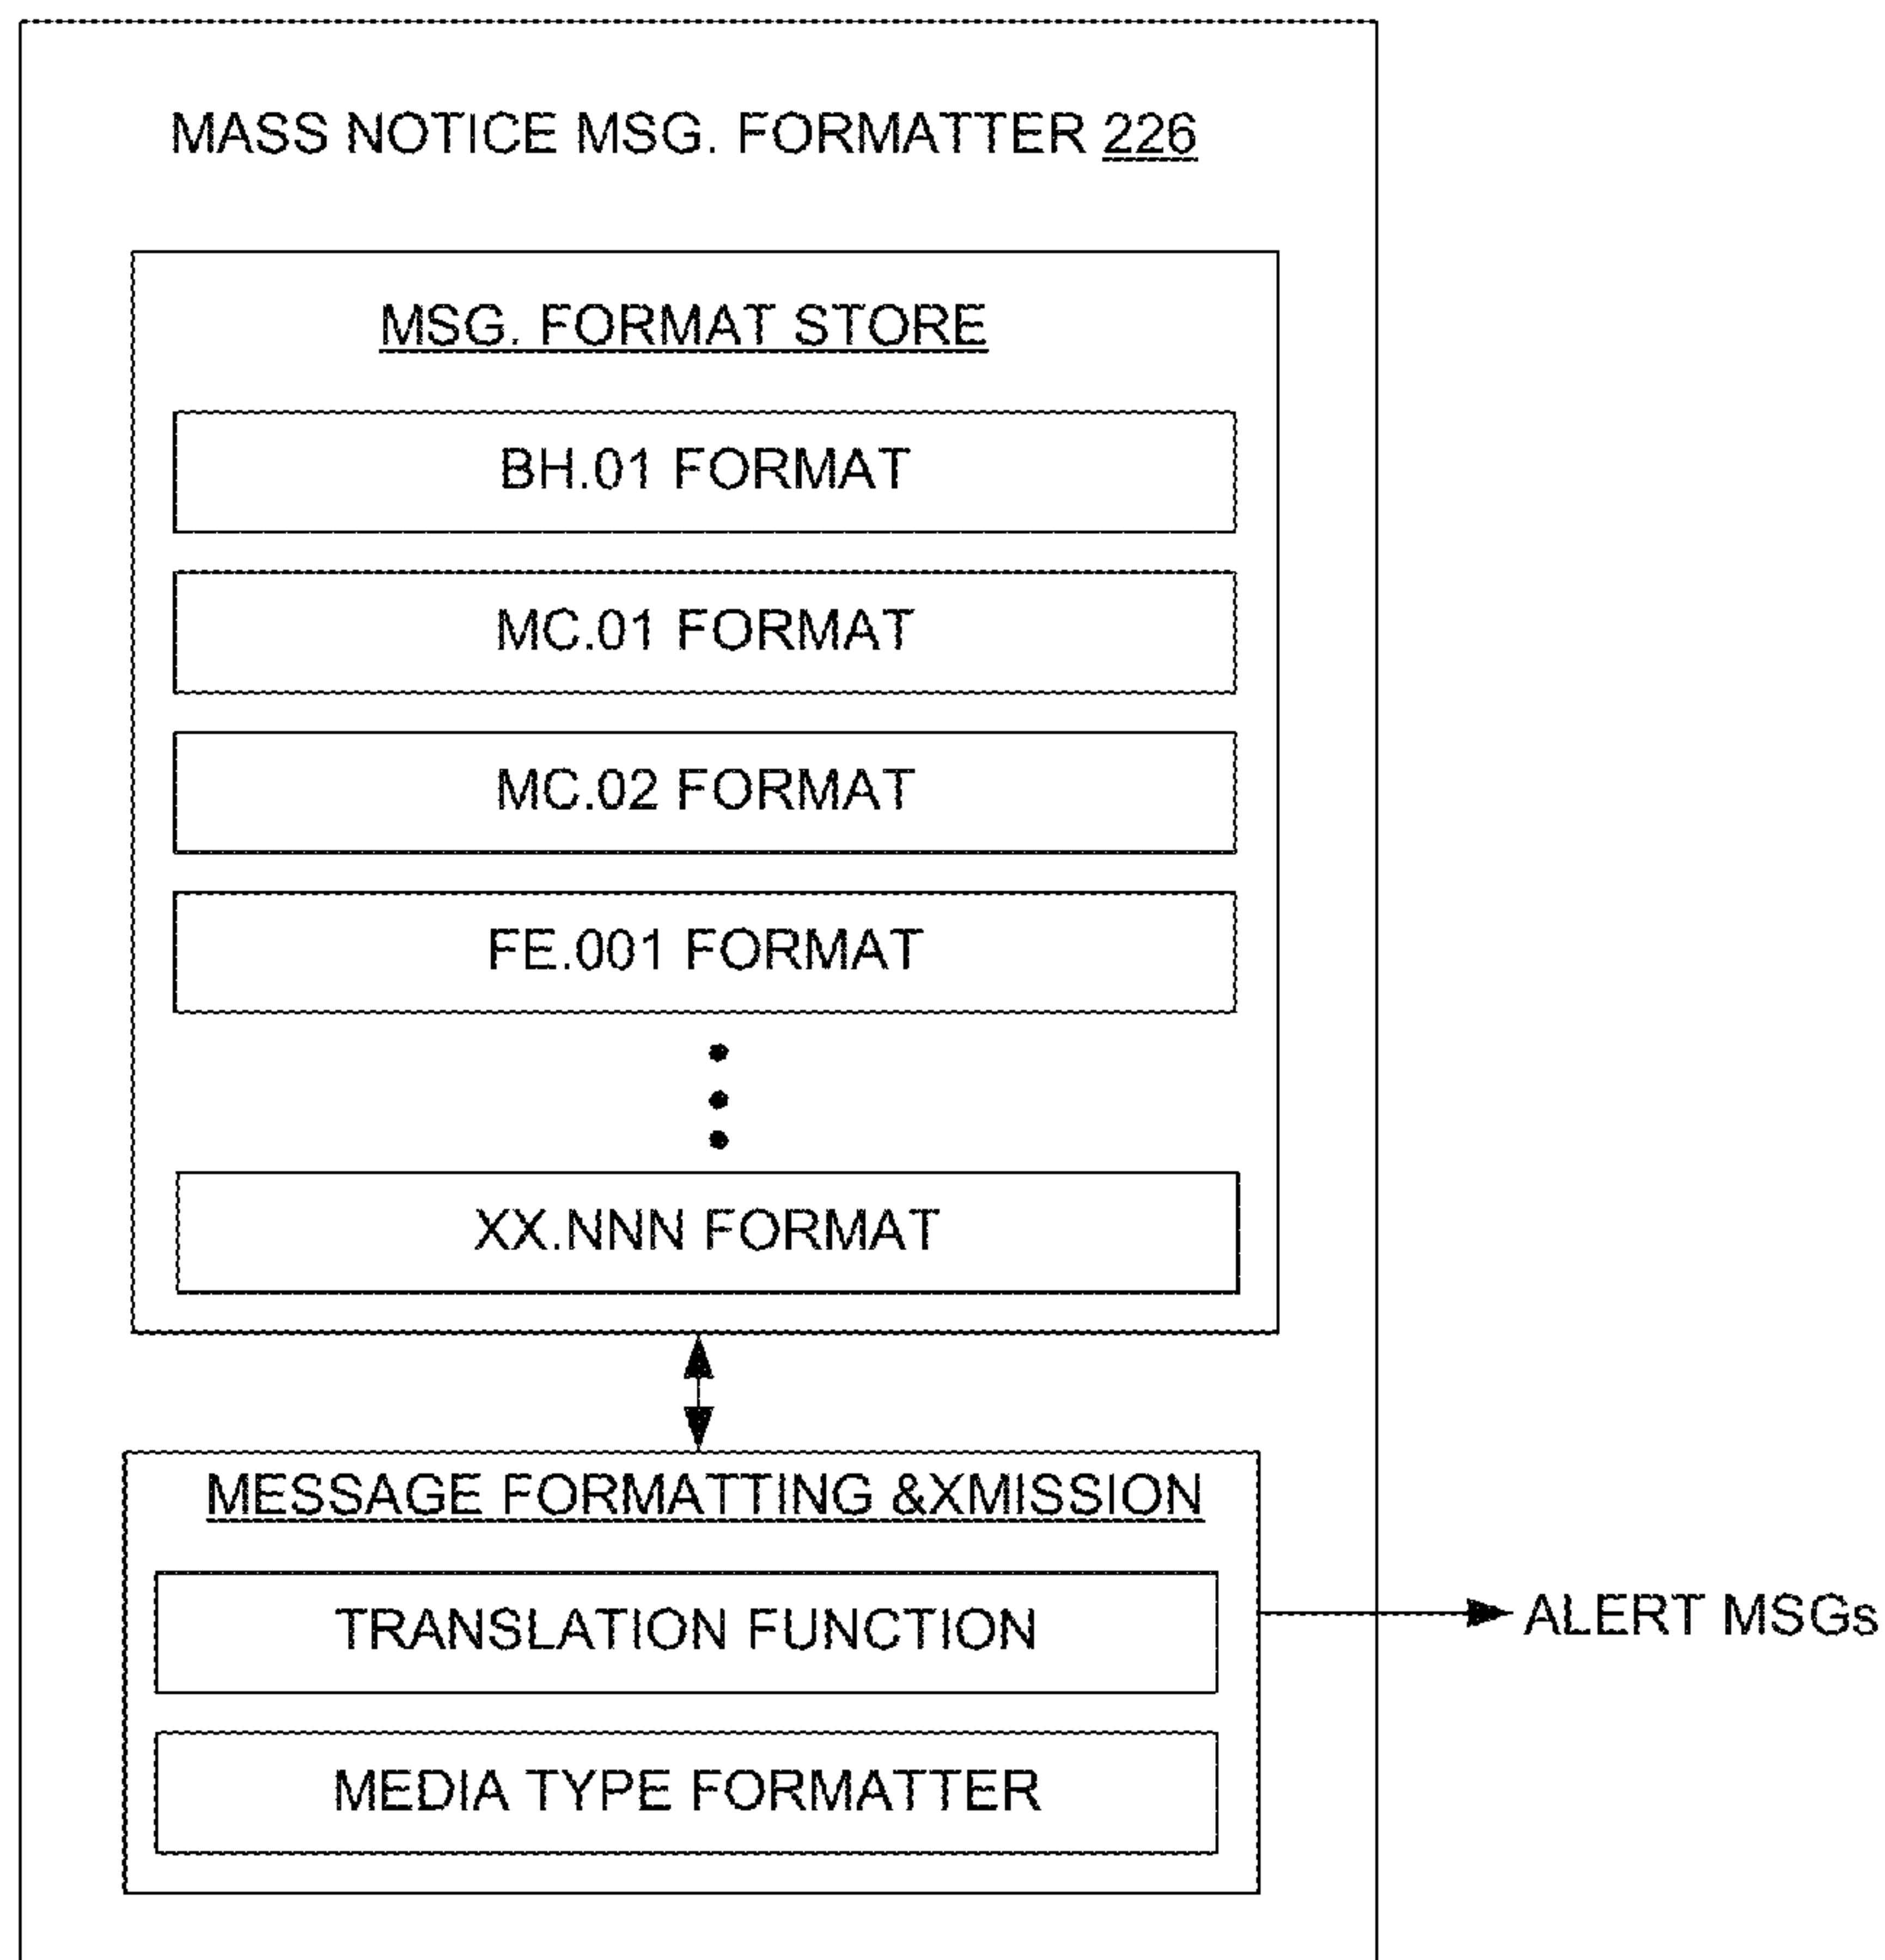 MASS NOTICE MSG. FORMATTER 226
MSG. FORMAT STORE
BH.01 FORMAT
MC.01 FORMAT
MC.02 FORMAT
FE.001 FORMAT
XX.NNN FORMAT
MESSAGE FORMATTING &XMISSION
TRANSLATION FUNCTION
ALERT MSGs
MEDIA TYPE FORMATTER